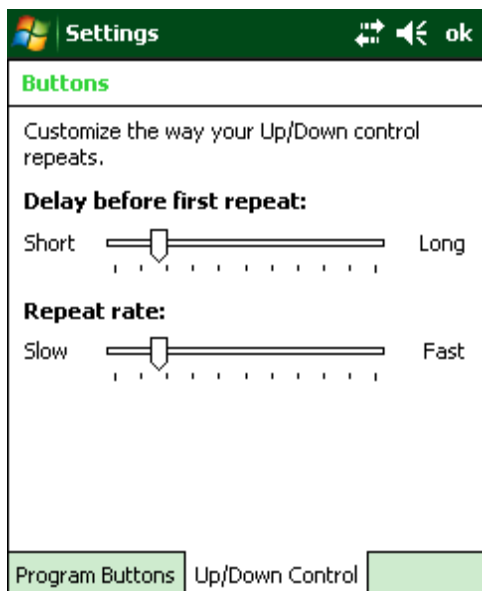 Settings ok
Buttons
Customize the way your Up/Down control
repeats.
Delay before first repeat:
Short Long
Repeat rate:
Slow Fast
Program Buttons Up/Down Control